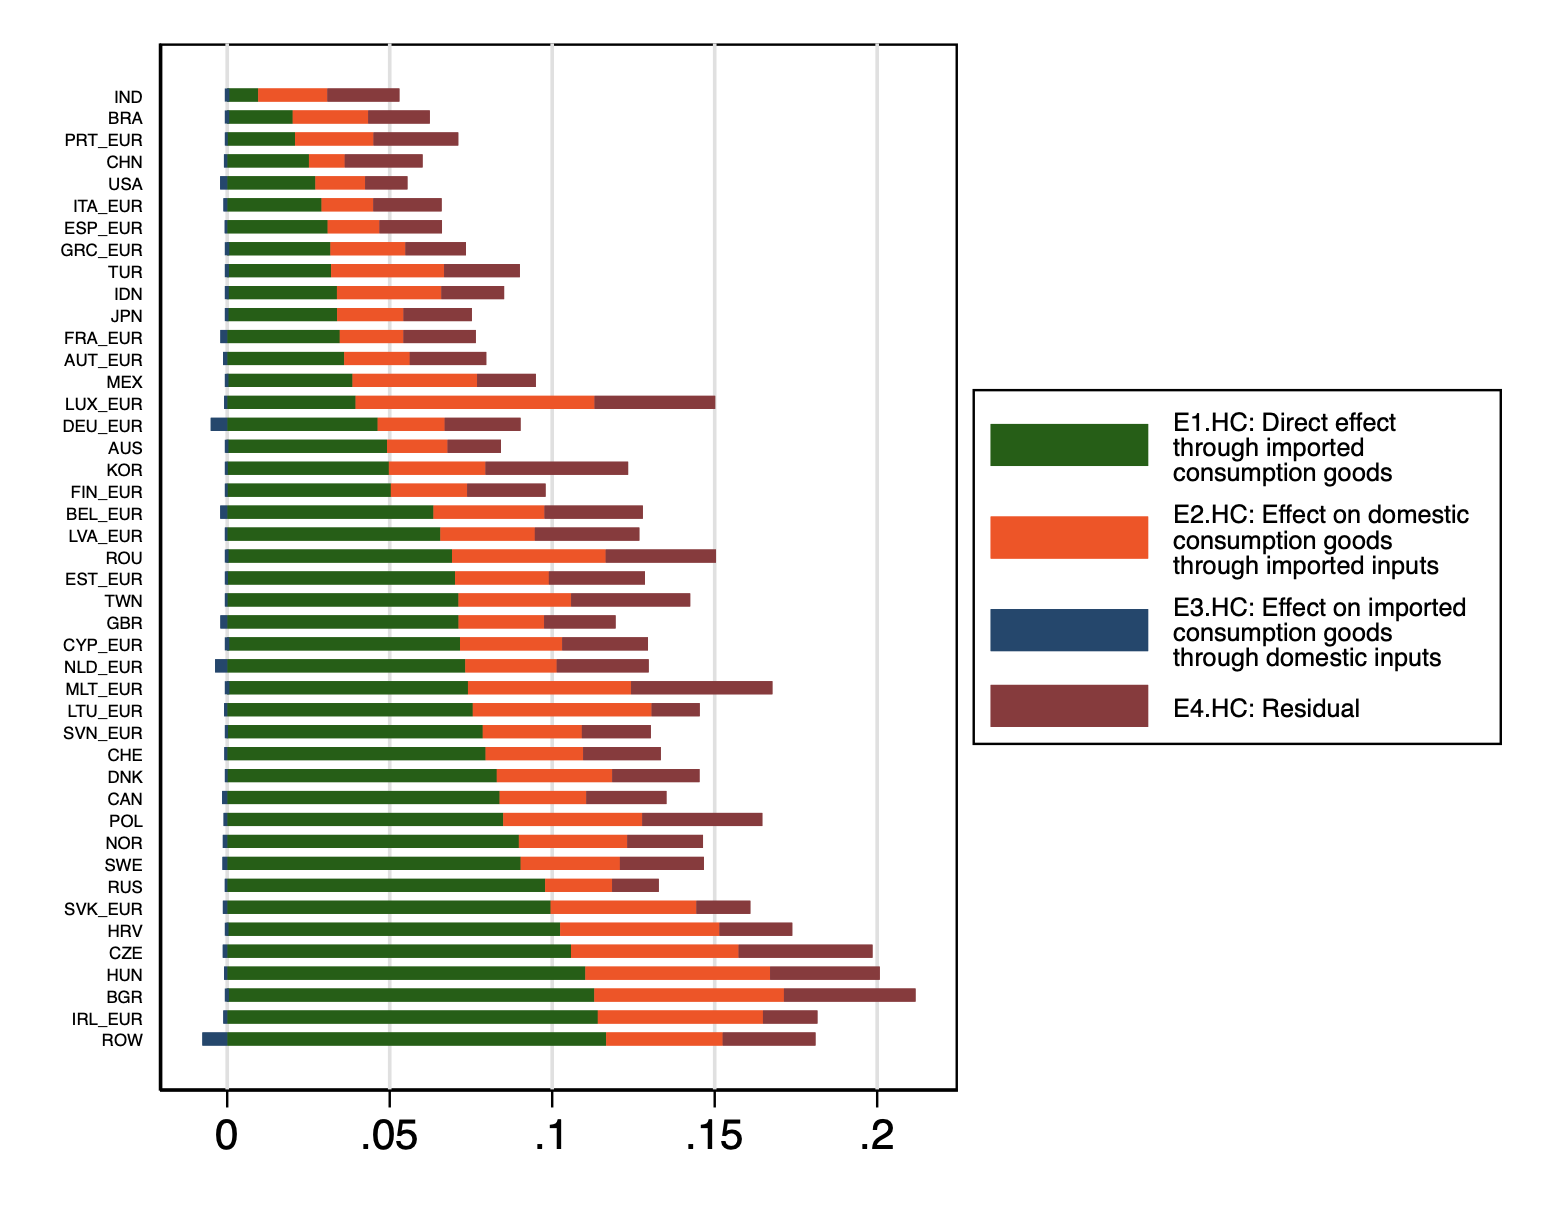 IND
BRA
PRT_EUR
CHN
USA
ITA_EUR
ESP_EUR
GRC_EUR
TUR
IDN
JPN
FRA_EUR
AUT_EUR
MEX
LUX_EUR
DEU_EUR
AUS
KOR
FIN_EUR
BEL_EUR
LVA_EUR
ROU
EST_EUR
TWN
GBR
CYP_EUR
NLD_EUR
MLT_EUR
LTU_EUR
SVN_EUR
CHE
DNK
CAN
POL
NOR
SWE
RUS
SVK_EUR
HRV
CZE
HUN
BGR
IRL_EUR
ROW
0 .05 .1 .15 .2
E1.HC: Direct effect
through imported
consumption goods
E2.HC: Effect on domestic
consumption goods
through imported inputs
E3.HC: Effect on imported
consumption goods
through domestic inputs
E4.HC: Residual